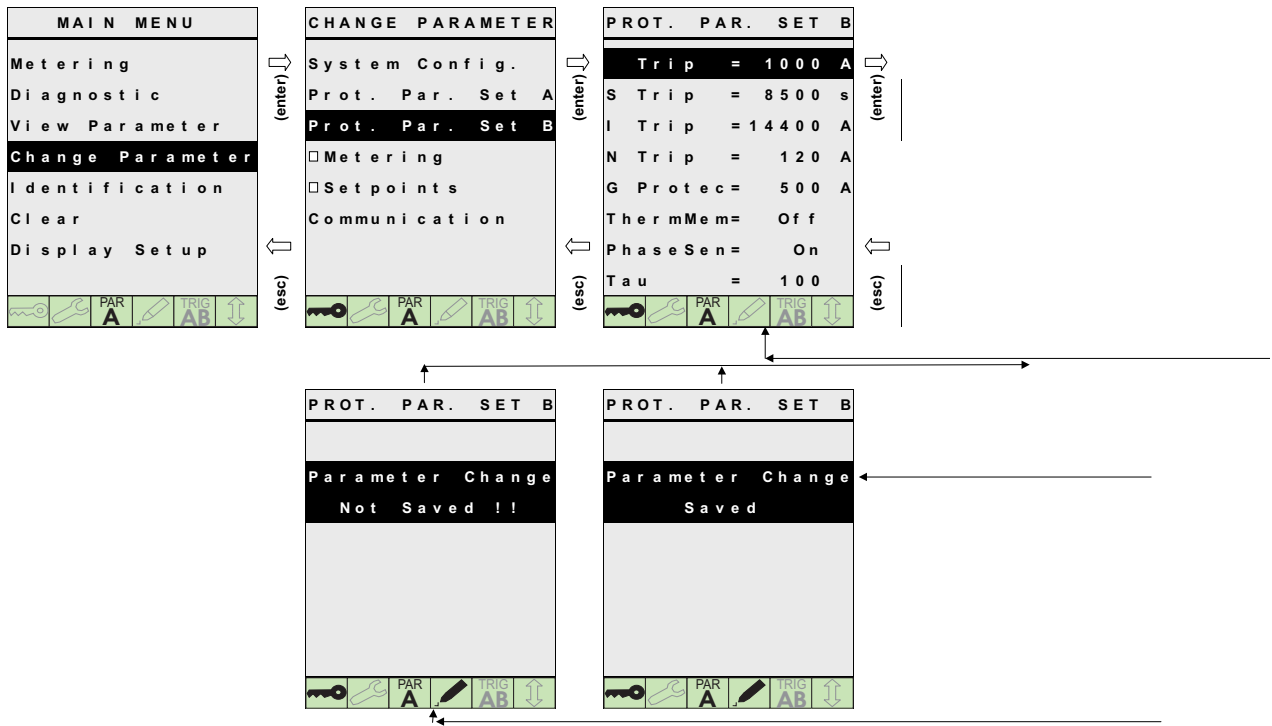 MAIN MENU
Metering
Diagnostic
View Parameter
Change Parameter
Identification
Clear
Display Setup
PAR
A
TRIG
AB
(enter)
(esc)
CHANGE PARAMETER
System Config.
Prot. Par. Set A
Prot. Par. Set B
Metering
Setpoints
Communication
PAR
A
TRIG
AB
(enter)
(esc)
PROT. PAR. SET B
Trip = 1000 A
S Trip = 8500 s
I Trip =14400 A
N Trip = 120 A
G Protec= 500 A
ThermMem= Off
PhaseSen= On
Tau = 100
PAR
A
TRIG
AB
(enter)
(esc)
PROT. PAR. SET B
Parameter Change
Not Saved !!
PAR
A
TRIG
AB
PROT. PAR. SET B
Parameter Change
Saved
PAR
A
TRIG
AB